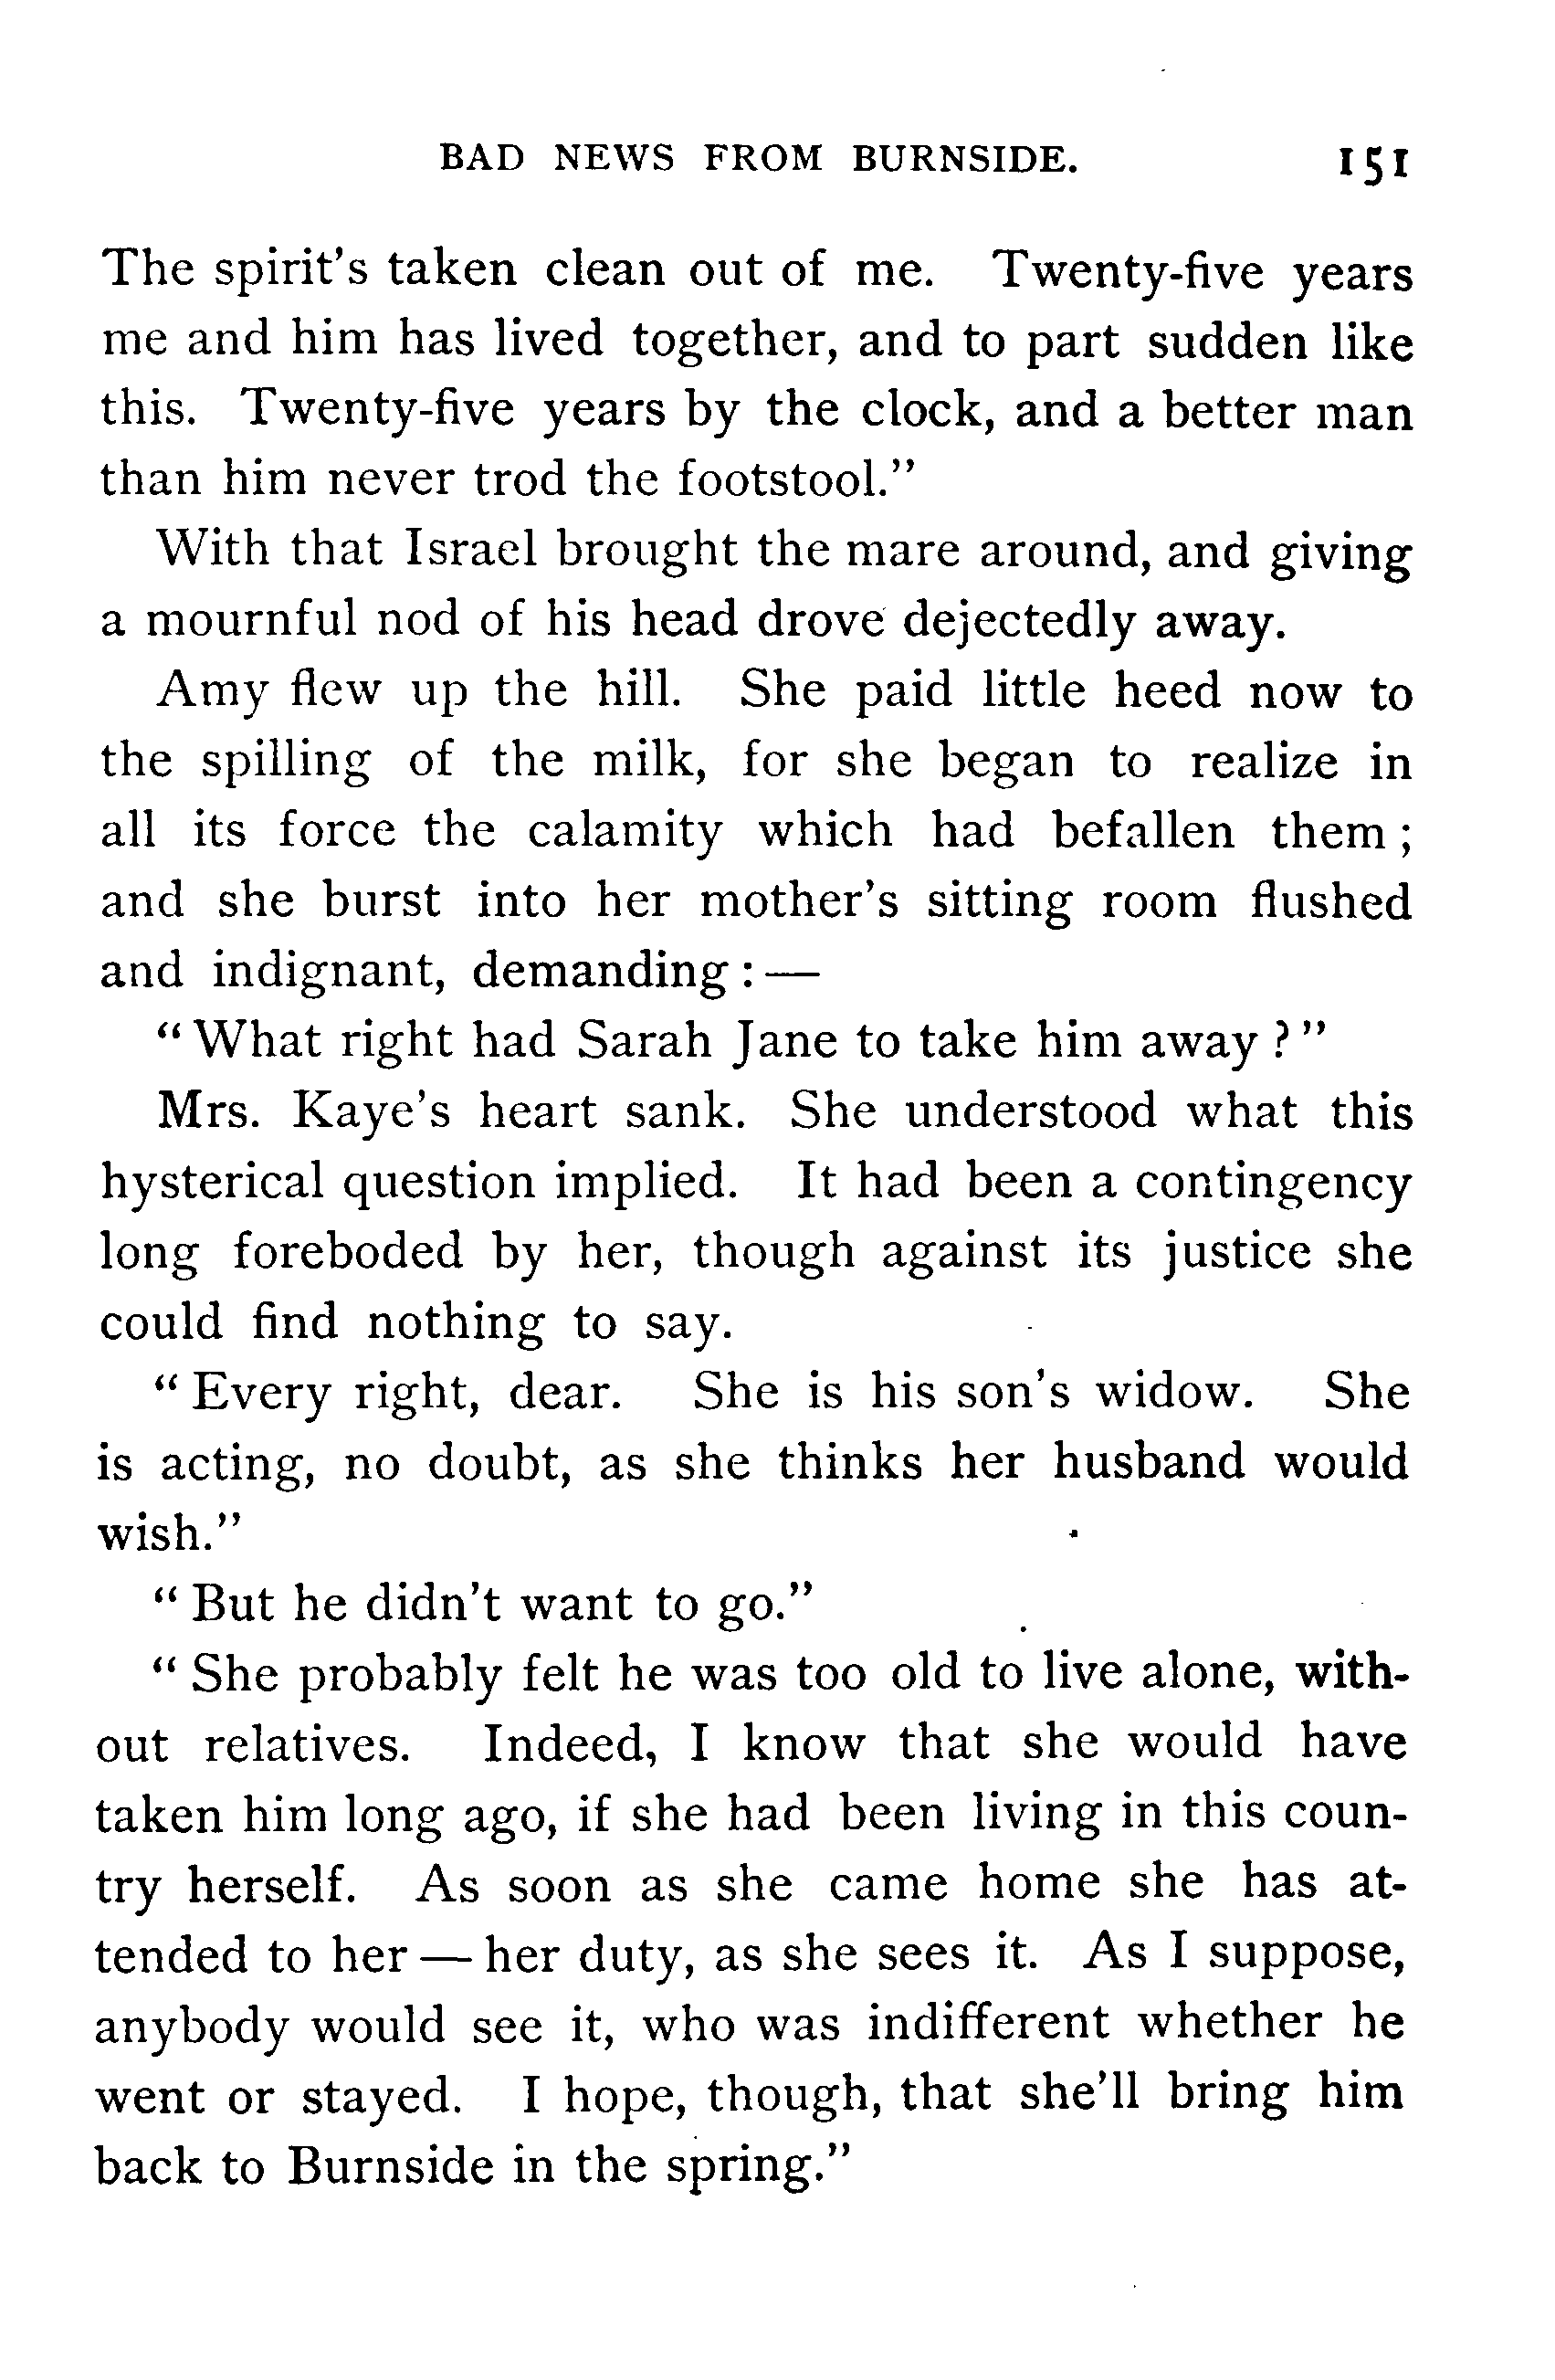 BAD NEWS FROM BURNSIDE. 151
The spirit's taken clean out of me. Twenty-five years
me and him has lived together, and to part sudden like
this. Twenty-five years by the clock, and a better man
than him never trod the footstool."
With that Israel brought the mare around, and giving
a mournful nod of his head drove dejectedly away.
Amy flew up the hill. She paid little heed now to
the spilling of the milk, for she began to realize in
all its force the calamity which had befallen them ;
and she burst into her mother's sitting room flushed
and indignant, demanding : —
" What right had Sarah Jane to take him away ? "
Mrs. Kaye's heart sank. She understood what this
hysterical question implied. It had been a contingency
long foreboded by her, though against its justice she
could find nothing to say.
" Every right, dear. She is his son's widow. She
is acting, no doubt, as she thinks her husband would
wish."
" But he didn't want to go."
" She probably felt he was too old to live alone, with-
out relatives. Indeed, I know that she would have
taken him long ago, if she had been living in this coun-
try herself. As soon as she came home she has at-
tended to her — her duty, as she sees it. As I suppose,
anybody would see it, who was indifferent whether he
went or stayed. I hope, though, that she'll bring him
back to Burnside in the spring."